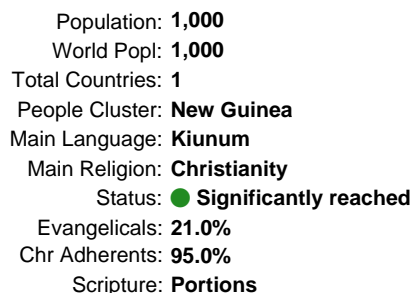 Population: 1,000
World Popl: 1,000
Total Countries: 1
People Cluster: New Guinea
Main Language: Kiunum
Main Religion: Christianity
Status: Significantly reached
Evangelicals: 21.0%
Chr Adherents: 95.0%
Scripture: Portions